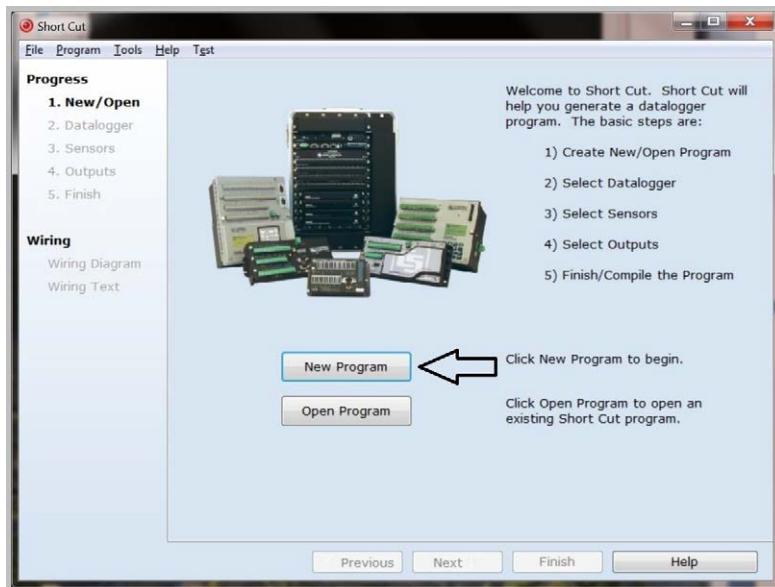 Short Cut
File Program Tools Help Test
Progress
1. New/Open
2. Datalogger
3. Sensors
4. Outputs
5. Finish
Wiring
Wiring Diagram
Wiring Text
Welcome to Short Cut. Short Cut will
help you generate a datalogger
program. The basic steps are:
1) Create New/Open Program
2) Select Datalogger
3) Select Sensors
4) Select Outputs
5) Finish/Compile the Program
New Program
Click New Program to begin.
Open Program
Click Open Program to open an
existing Short Cut program.
Previous Next Finish Help